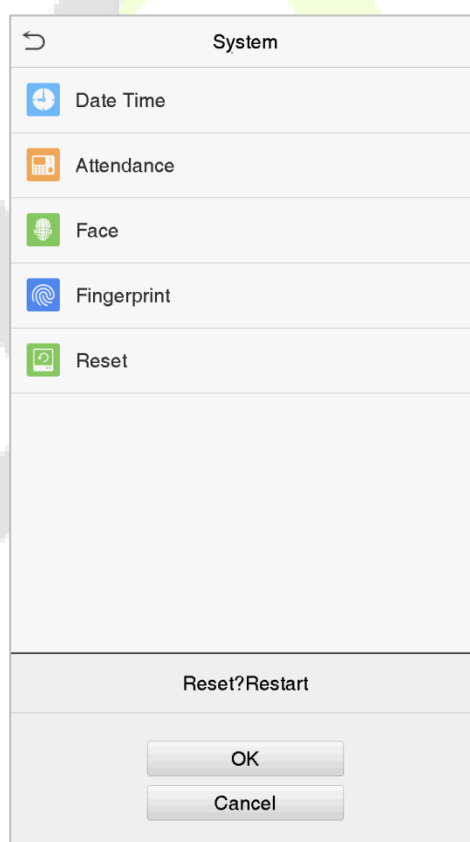 System
Date Time
Attendance
Face
Fingerprint
Reset
Reset?Restart
OK
Cancel